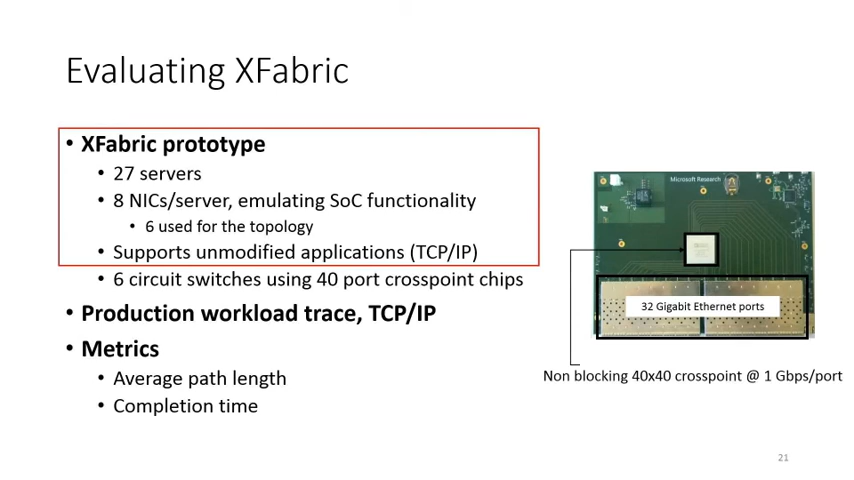 Evaluating XFabric
• XFabric prototype
• 27 servers
• 8 NICs/server, emulating SoC functionality
• 6 used for the topology
• Supports unmodified applications (TCP/IP)
• 6 circuit switches using 40 port crosspoint chips
• Production workload trace, TCP/IP
• Metrics
• Average path length
• Completion time
Microsoft Research
32 Gigabit Ethernet ports
Non blocking 40x40 crosspoint @ 1 Gbps/port
21